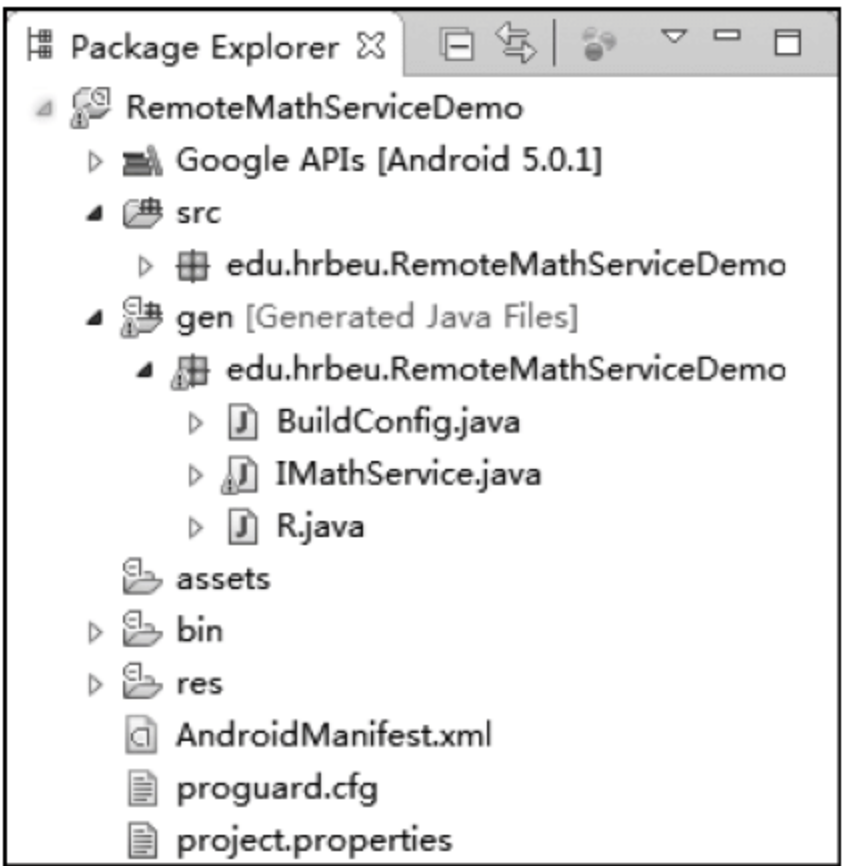 Package Explorer
RemoteMathServiceDemo
Google APIs [Android 5.0.1]
src
edu.hrbeu.RemoteMathServiceDemo
gen [Generated Java Files]
edu.hrbeu.RemoteMathServiceDemo
BuildConfig.java
IMathService.java
R.java
assets
bin
res
AndroidManifest.xml
proguard.cfg
project.properties